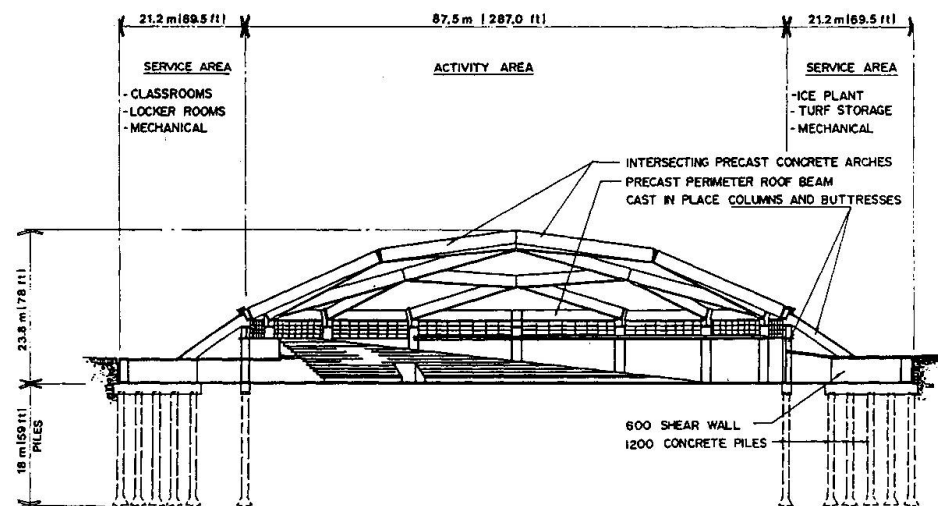 21.2 m (69.5 ft)
87,5 m (287,0 ft)
21.2 m (69.5 ft)
SERVICE AREA
- CLASSROOMS
- LOCKER ROOMS
- MECHANICAL
ACTIVITY AREA
SERVICE AREA
- ICE PLANT
- TURF STORAGE
- MECHANICAL
INTERSECTING PRECAST CONCRETE ARCHES
PRECAST PERIMETER ROOF BEAM
CAST IN PLACE COLUMNS AND BUTTRESSES
23.8 m (78 ft)
18 m (59 ft)
PILES
600 SHEAR WALL
1200 CONCRETE PILES